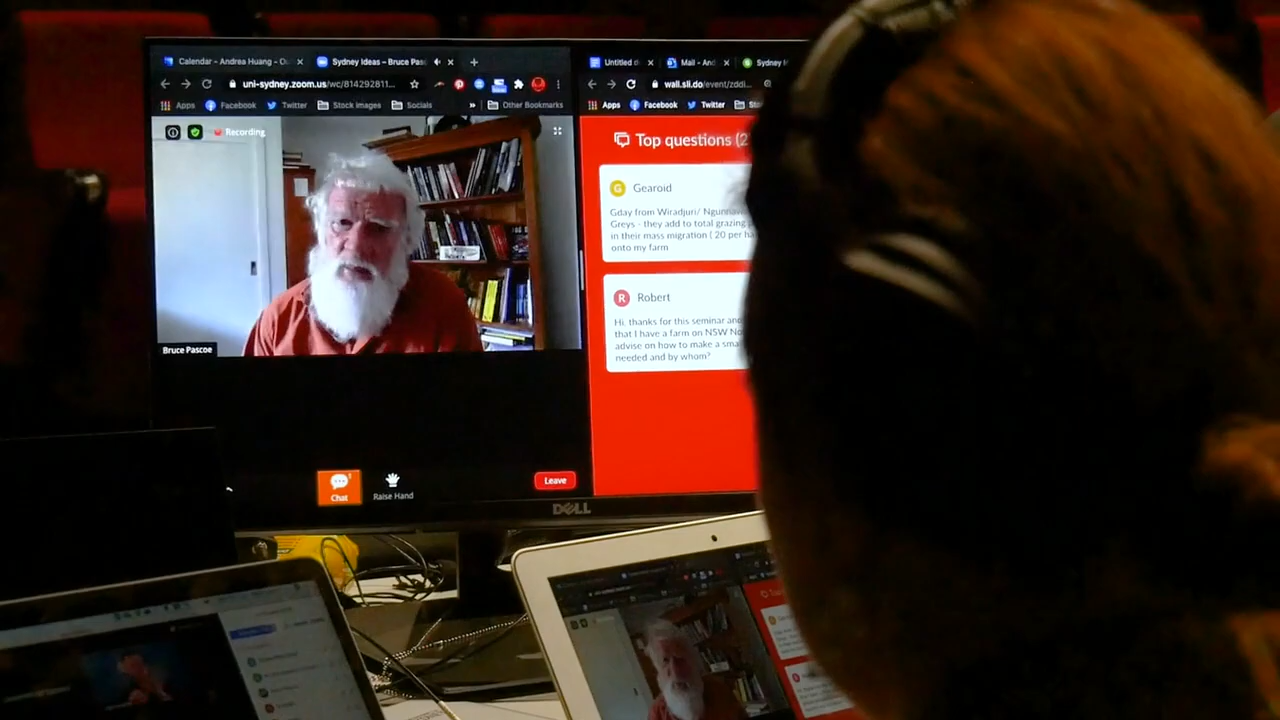 Calendar - Andrea Huang - Ou
Sydney Ideas – Bruce Pasc
uni-sydney.zoom.us/wc/814292811...
Apps
Facebook
Twitter
Stock images
Socials
»
Other Bookmarks
Recording
Bruce Pascoe
Chat
Raise Hand
Leave
Untitled d
Mail - And
Sydney I
wall.sli.do/event/zddi...
Apps
Facebook
Twitter
Top questions (2
G
Gearoid
Gday from Wiradjuri/ Ngunnaw
Greys - they add to total grazing
in their mass migration ( 20 per ha
onto my farm
R
Robert
Hi, thanks for this seminar and
that I have a farm on NSW No
advise on how to make a sma
needed and by whom?
DELL